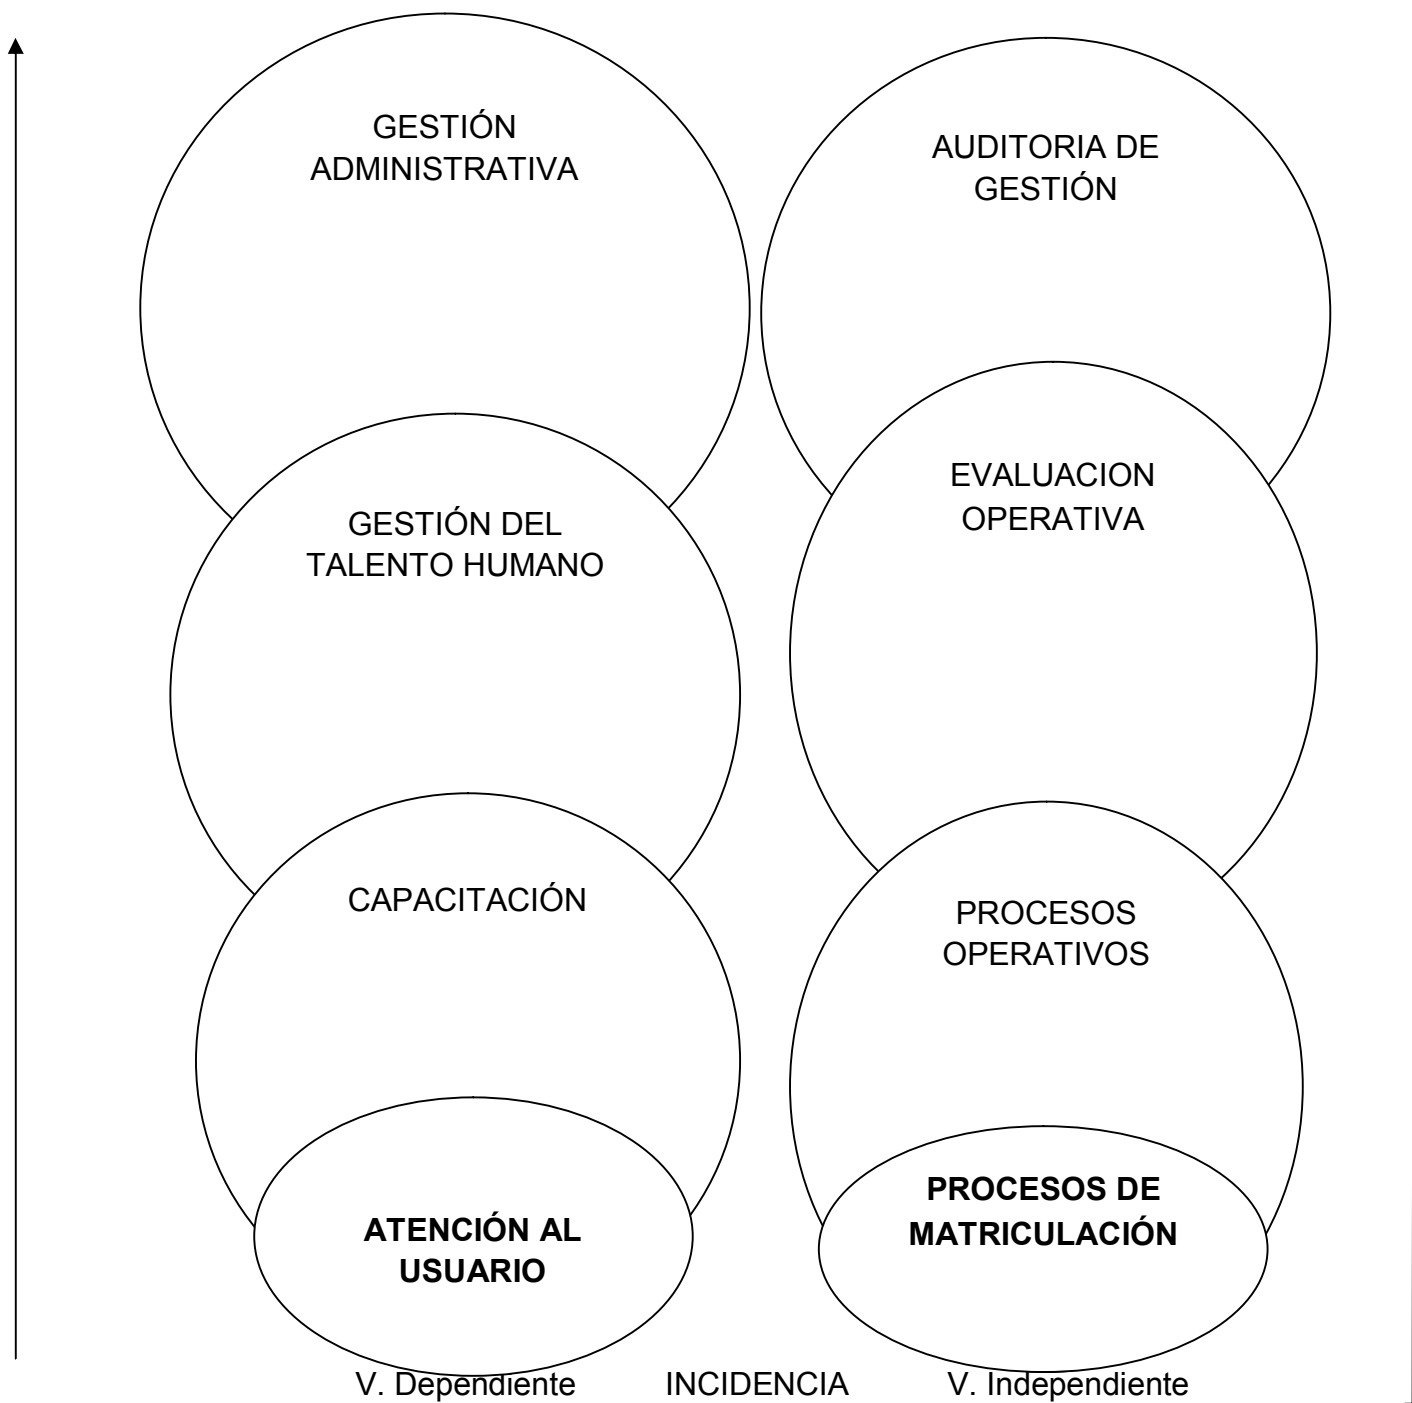 GESTIÓN
ADMINISTRATIVA
AUDITORIA DE
GESTIÓN
GESTIÓN DEL
TALENTO HUMANO
EVALUACION
OPERATIVA
CAPACITACIÓN
PROCESOS
OPERATIVOS
ATENCIÓN AL
USUARIO
PROCESOS DE
MATRICULACIÓN
V. Dependiente INCIDENCIA V. Independiente